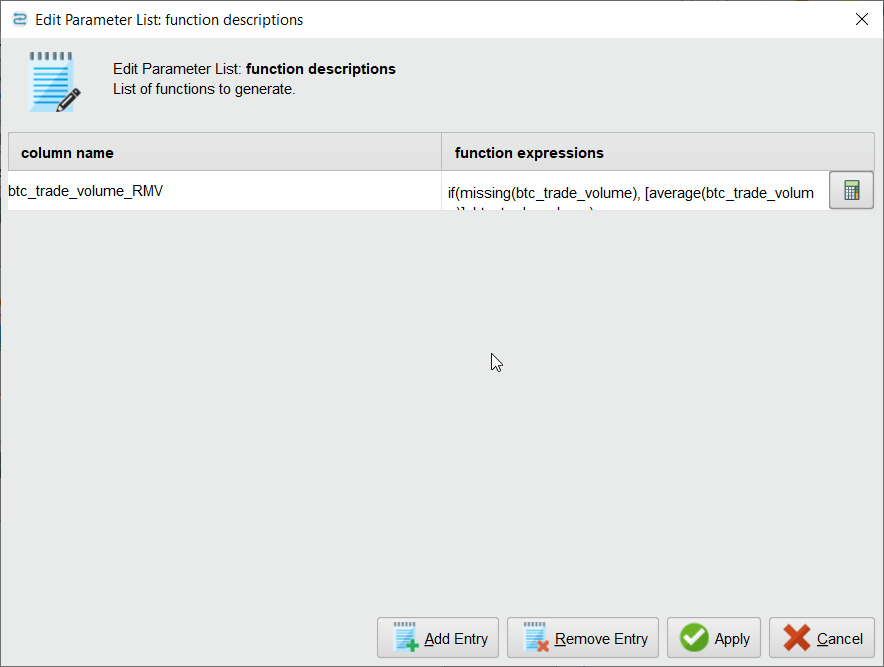 Edit Parameter List: function descriptions
Edit Parameter List: function descriptions
List of functions to generate.
column name
function expressions
btc_trade_volume_RMV
if(missing(btc_trade_volume), [average(btc_trade_volum
Add Entry
Remove Entry
Apply
Cancel